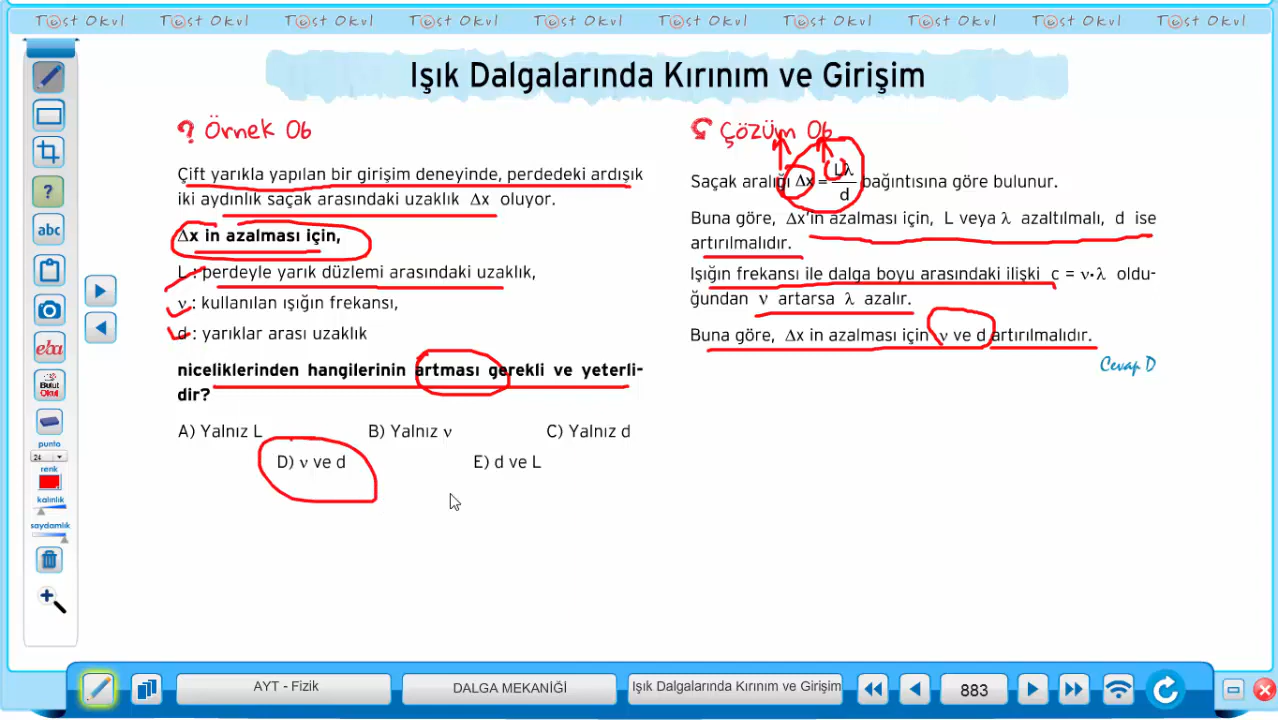 Test Okul Test Okul Test Okul Test Okul Test Okul Test Okul Test Okul Test Okul Test Okul Test Okul
Işık Dalgalarında Kırınım ve Girişim
? Örnek 06
Çift yarıkla yapılan bir girişim deneyinde, perdedeki ardışık
iki aydınlık saçak arasındaki uzaklık Δx oluyor.
Δx in azalması için,
L : perdeyle yarık düzlemi arasındaki uzaklık,
ν : kullanılan ışığın frekansı,
d : yarıklar arası uzaklık
niceliklerinden hangilerinin artması gerekli ve yeterli-
dir?
A) Yalnız L B) Yalnız ν C) Yalnız d
D) ν ve d E) d ve L
Çözüm 06
Saçak aralığı Δx = Lλ/d bağıntısına göre bulunur.
Buna göre, Δx'in azalması için, L veya λ azaltılmalı, d ise
artırılmalıdır.
Işığın frekansı ile dalga boyu arasındaki ilişki c = ν·λ oldu-
ğundan ν artarsa λ azalır.
Buna göre, Δx in azalması için ν ve d artırılmalıdır.
Cevap D
?
abc
eba
Bulut
Okul
punto
24
renk
kalınlık
saydamlık
AYT - Fizik
DALGA MEKANİĞİ
Işık Dalgalarında Kırınım ve Girişim
883